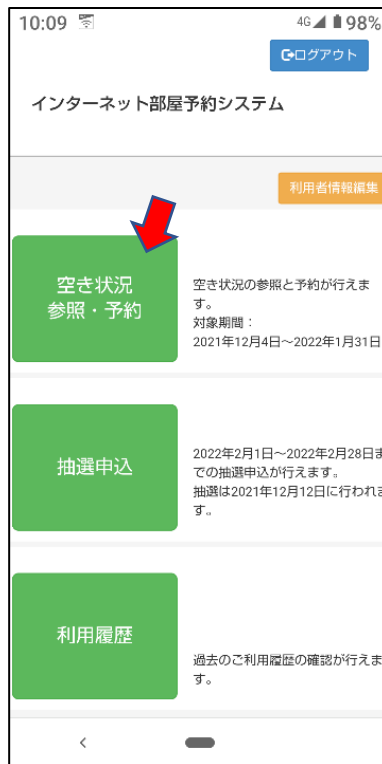 10:09 4G 98%
ログアウト
インターネット部屋予約システム
利用者情報編集
空き状況
参照・予約
空き状況の参照と予約が行えま
す。
対象期間：
2021年12月4日～2022年1月31日
抽選申込
2022年2月1日～2022年2月28日ま
での抽選申込が行えます。
抽選は2021年12月12日に行われま
す。
利用履歴
過去のご利用履歴の確認が行えま
す。